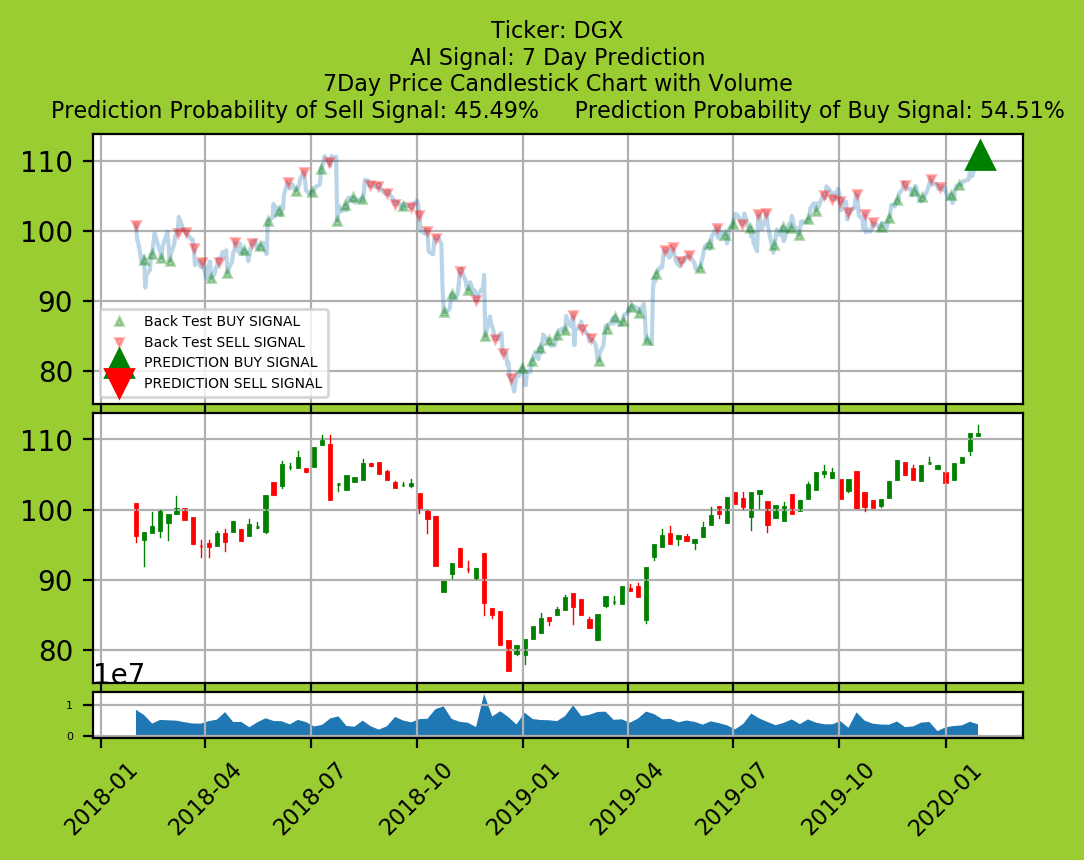 Ticker: DGX
AI Signal: 7 Day Prediction
7Day Price Candlestick Chart with Volume
Prediction Probability of Sell Signal: 45.49%     Prediction Probability of Buy Signal: 54.51%
110
100
90
80
Back Test BUY SIGNAL
Back Test SELL SIGNAL
PREDICTION BUY SIGNAL
PREDICTION SELL SIGNAL
110
100
90
80
1e7
1
0
2018-01
2018-04
2018-07
2018-10
2019-01
2019-04
2019-07
2019-10
2020-01